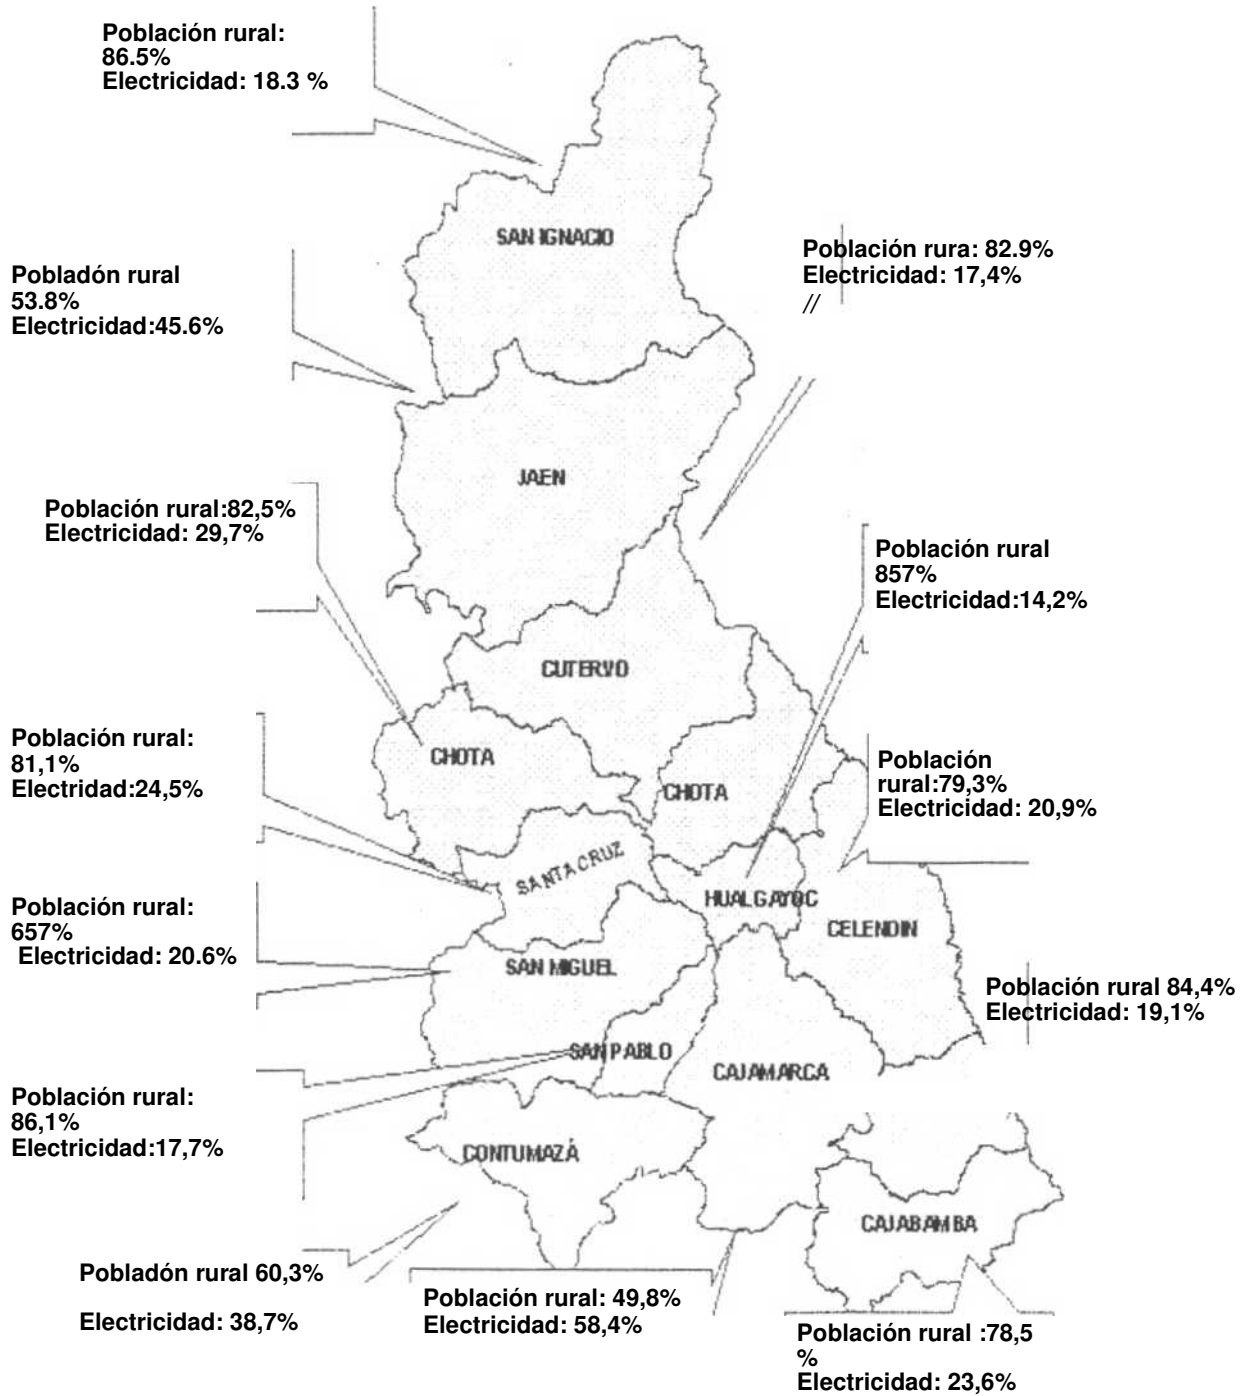 Población rural:
86.5%
Electricidad: 18.3 %
SAN IGNACIO
Población rura: 82.9%
Electricidad: 17,4%
//
Pobladón rural
53.8%
Electricidad:45.6%
JAEN
Población rural:82,5%
Electricidad: 29,7%
Población rural
857%
Electricidad:14,2%
CUTERVO
Población rural:
81,1%
Electridad:24,5%
CHOTA
CHOTA
Población
rural:79,3%
Electricidad: 20,9%
SANTA CRUZ
HUALGAYOC
CELENDIN
Población rural:
657%
Electricidad: 20.6%
SAN MIGUEL
Población rural 84,4%
Electricidad: 19,1%
SAN PABLO
CAJAMARCA
Población rural:
86,1%
Electricidad:17,7%
CONTUMAZÁ
CAJABAMBA
Pobladón rural 60,3%
Electricidad: 38,7%
Población rural: 49,8%
Electricidad: 58,4%
Población rural :78,5
%
Electricidad: 23,6%